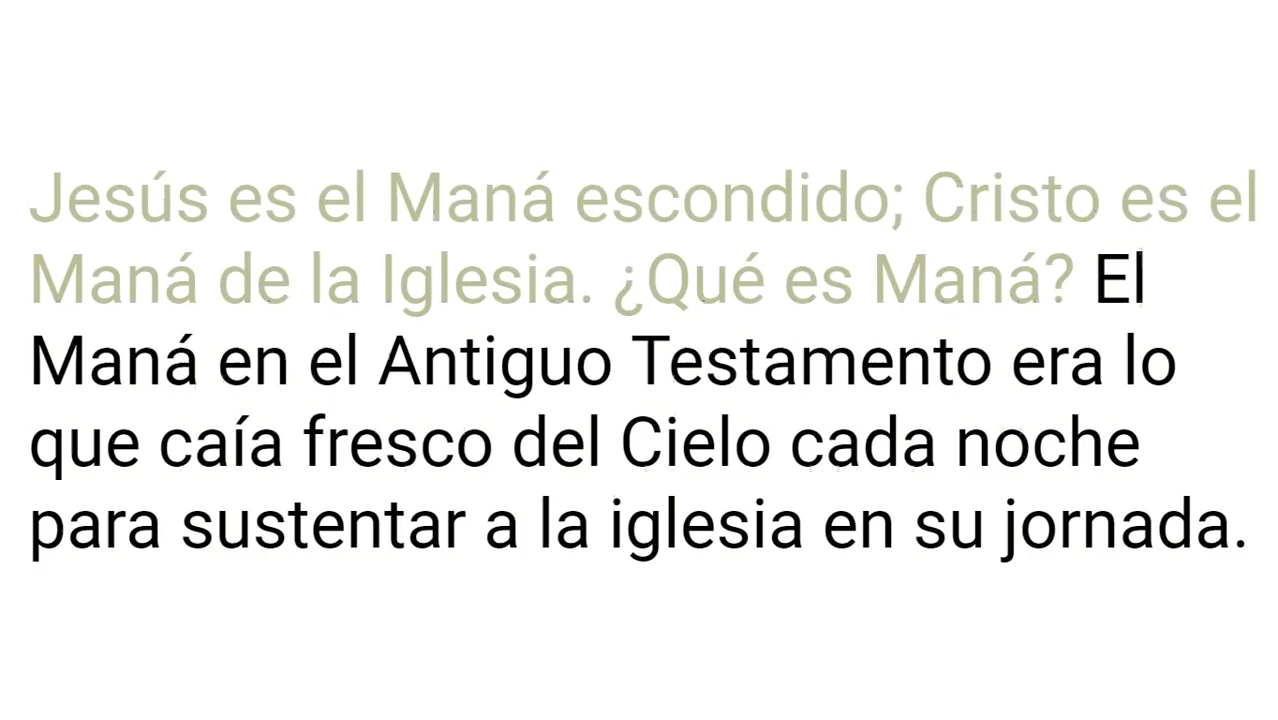 Jesús es el Maná escondido; Cristo es el
Maná de la Iglesia. ¿Qué es Maná? El
Maná en el Antiguo Testamento era lo
que caía fresco del Cielo cada noche
para sustentar a la iglesia en su jornada.